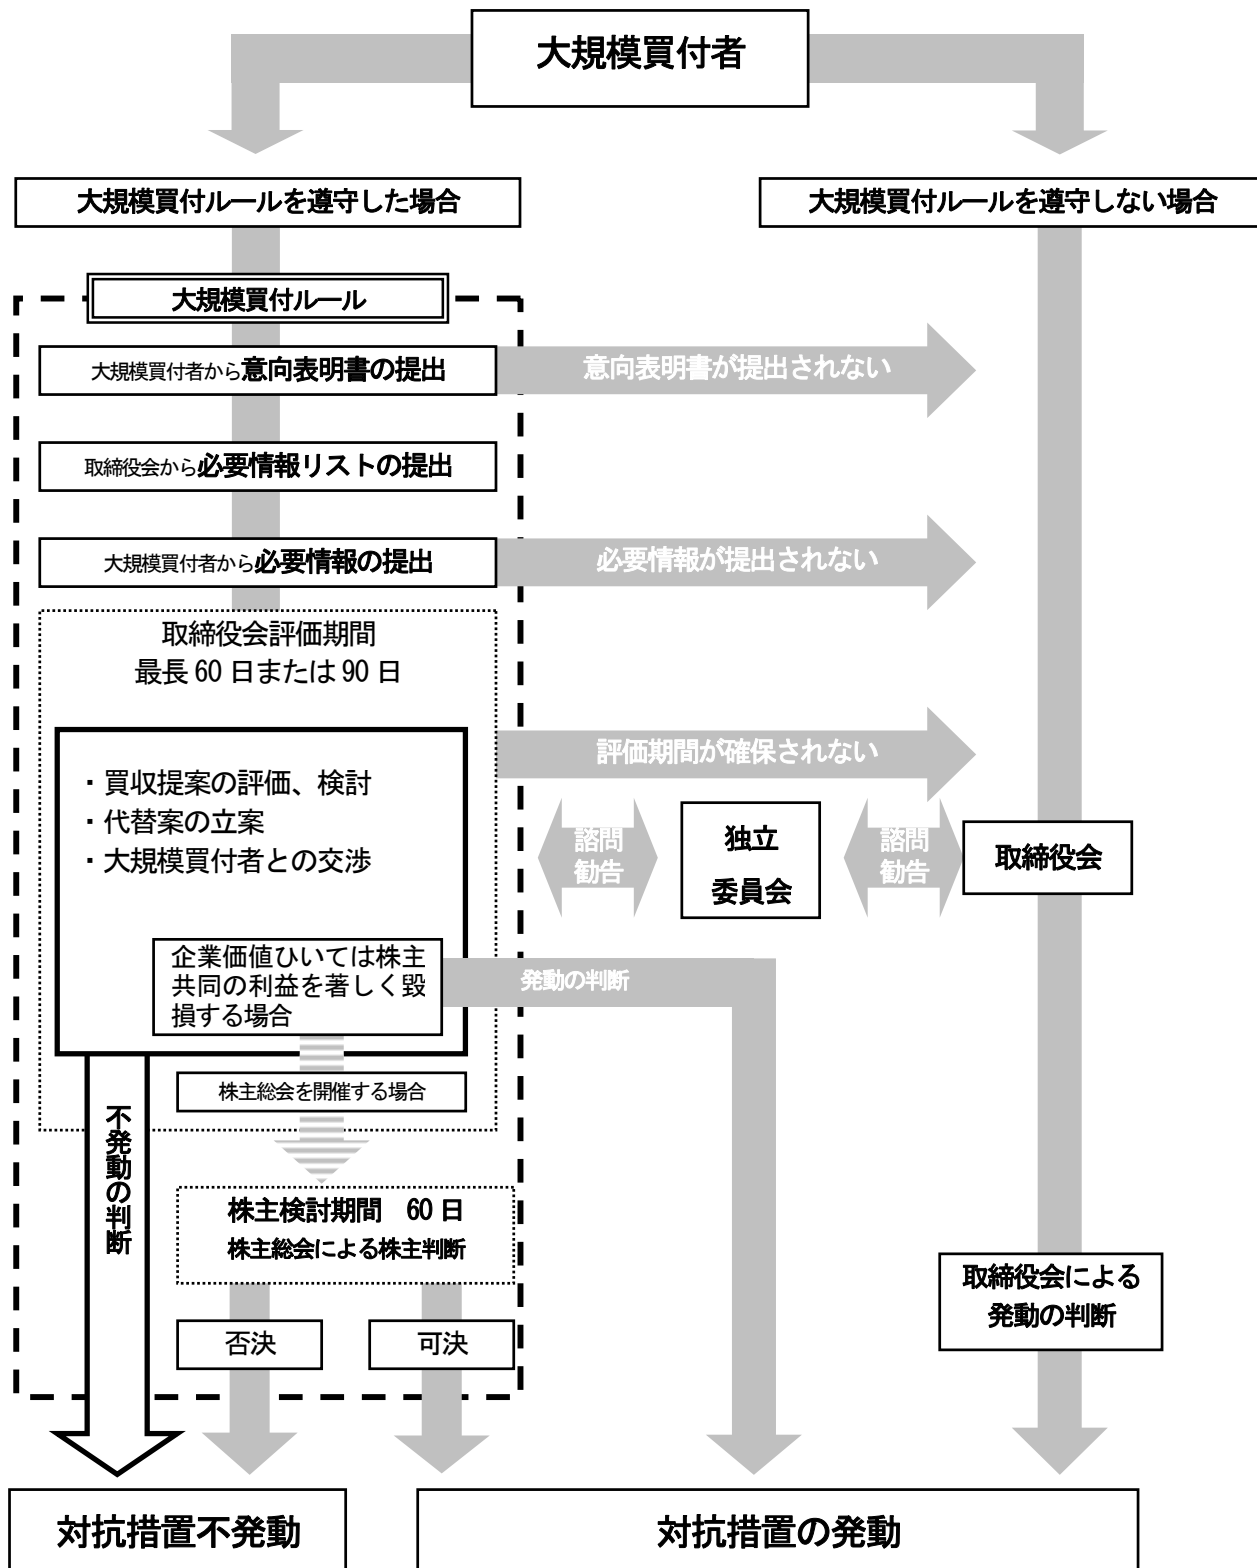 大規模買付者
大規模買付ルールを遵守した場合
大規模買付ルールを遵守しない場合
大規模買付ルール
大規模買付者から意向表明書の提出
意向表明書が提出されない
取締役会から必要情報リストの提出
大規模買付者から必要情報の提出
必要情報が提出されない
取締役会評価期間
最長 60 日または 90 日
評価期間が確保されない
・買収提案の評価、検討
・代替案の立案
・大規模買付者との交渉
諮問
勧告
独立
委員会
諮問
勧告
取締役会
企業価値ひいては株主
共同の利益を著しく毀
損する場合
発動の判断
株主総会を開催する場合
不発動の判断
株主検討期間 60 日
株主総会による株主判断
取締役会による
発動の判断
否決
可決
対抗措置不発動
対抗措置の発動